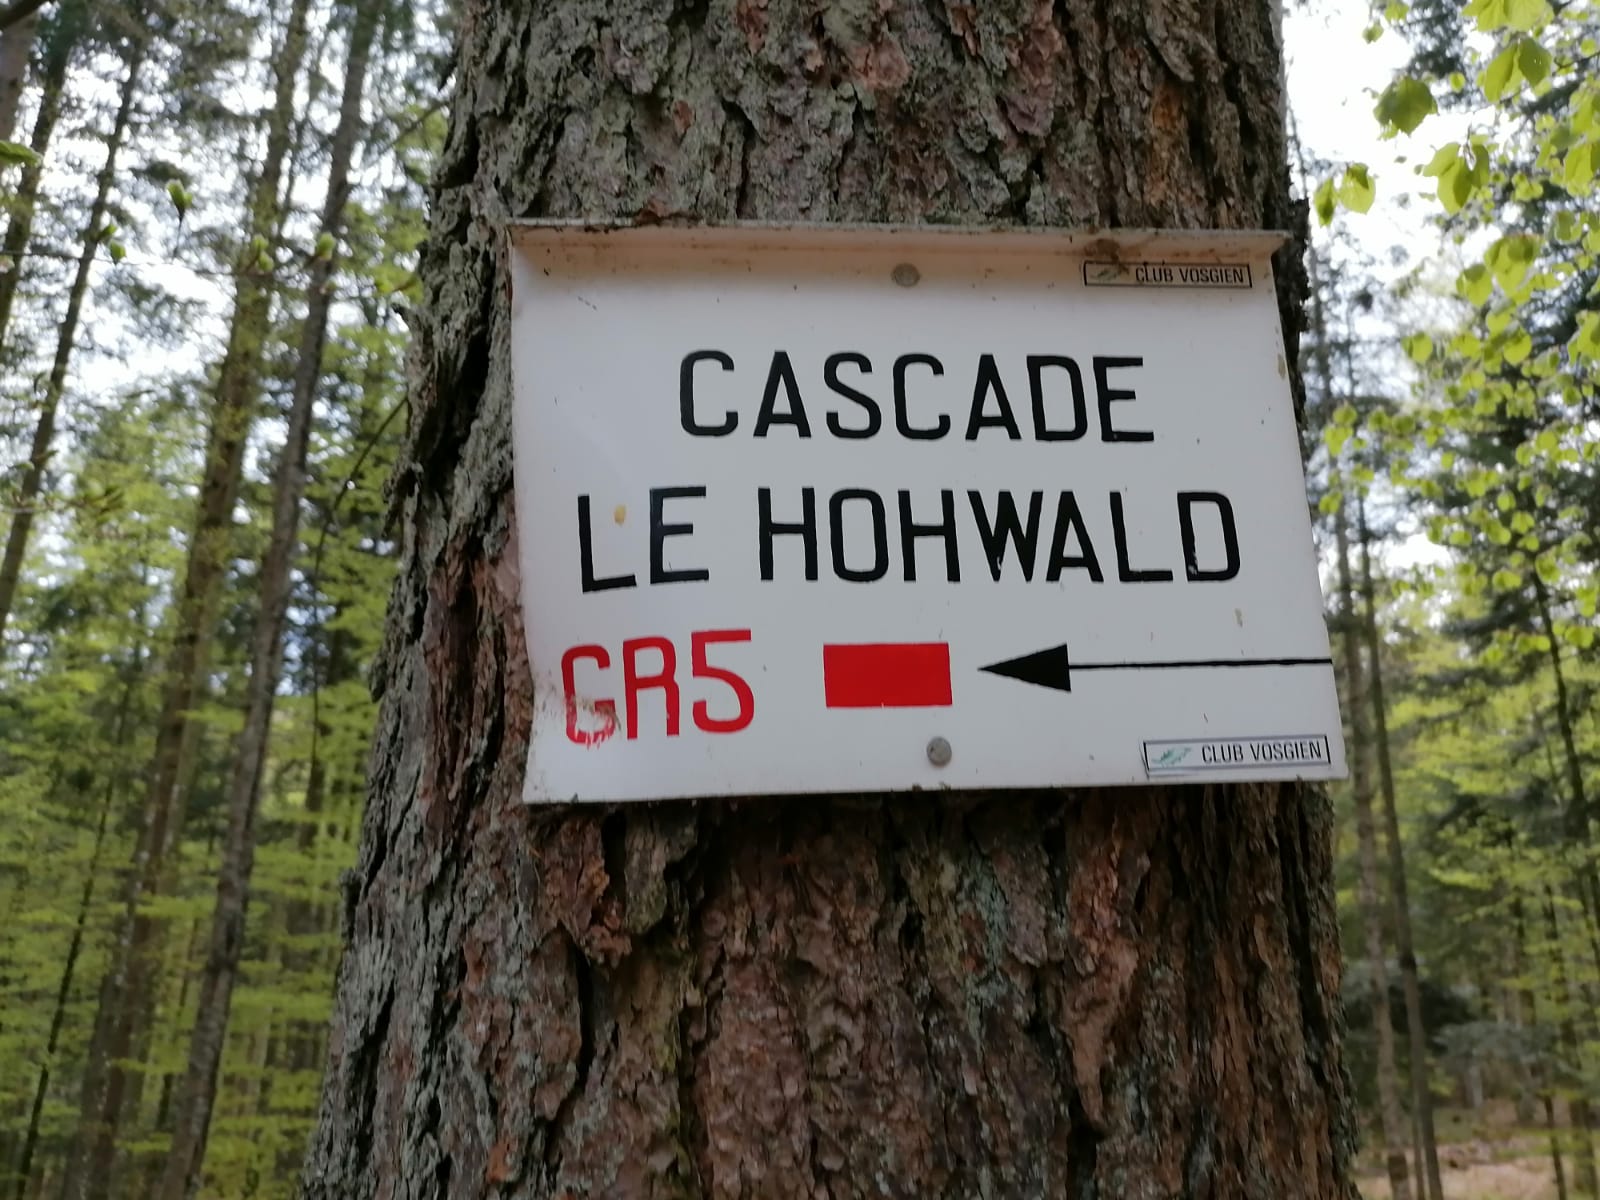 CLUB VOSGIEN
CASCADE
LE HOHWALD
GR5
CLUB VOSGIEN